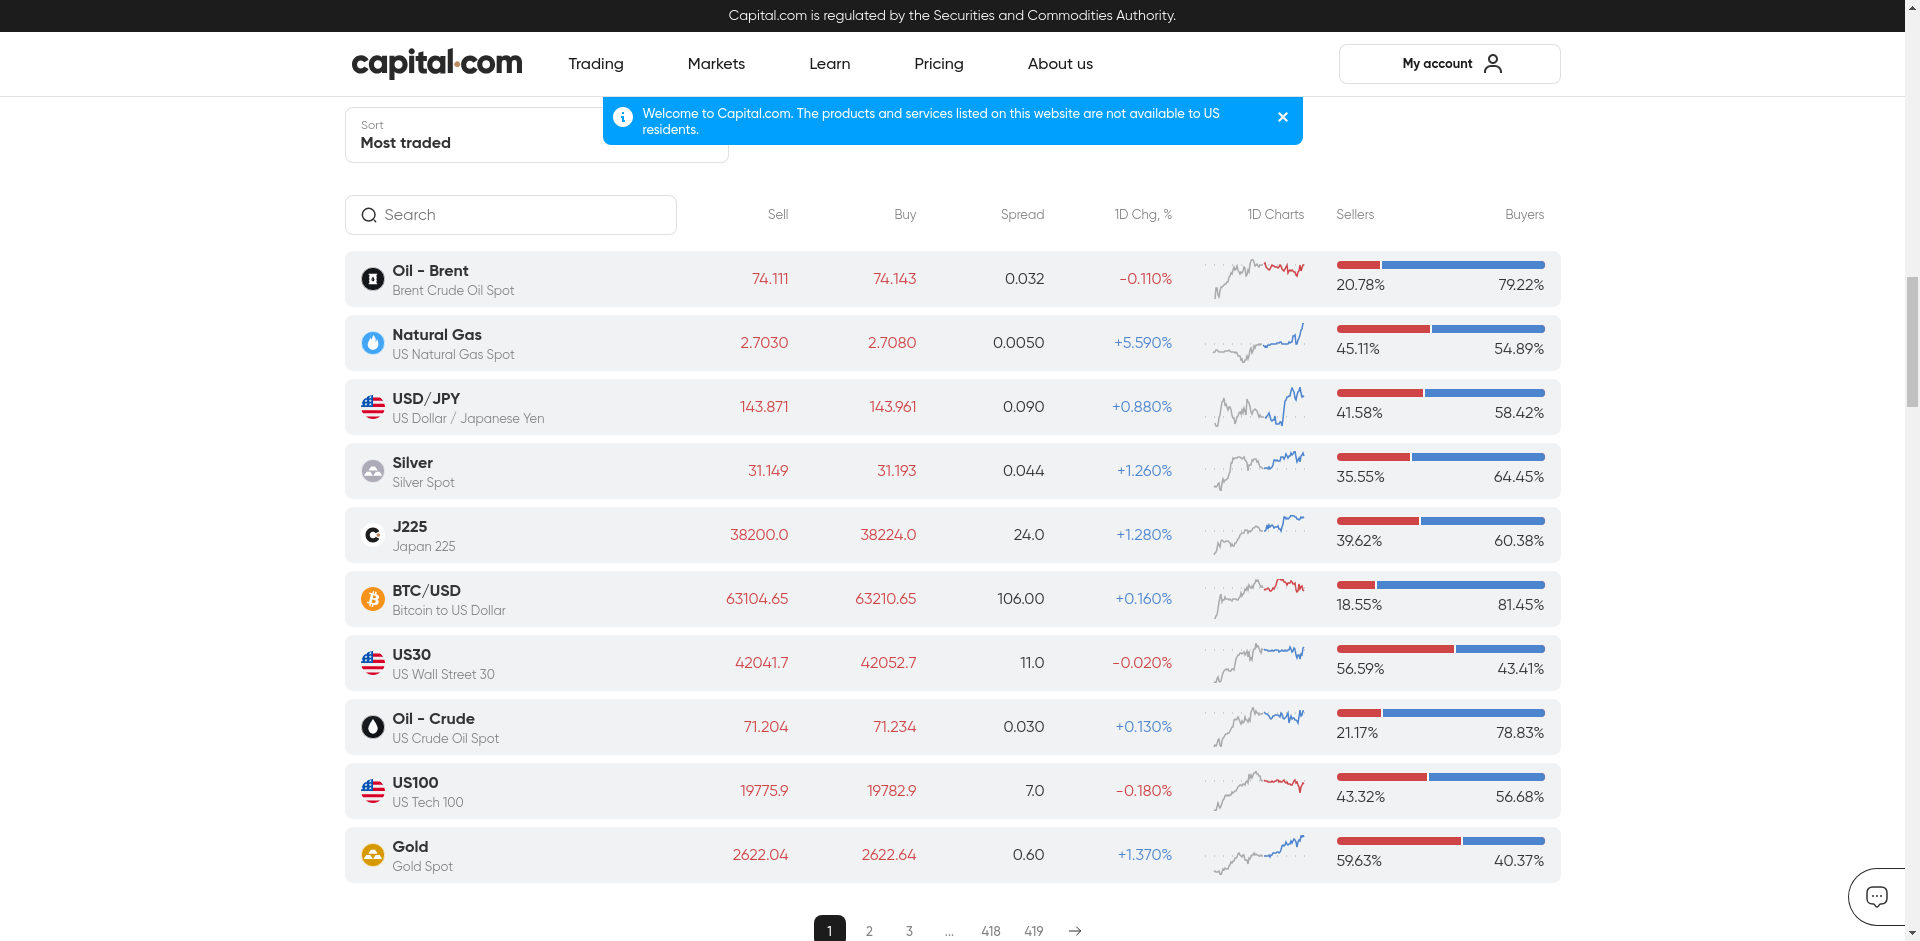 Capital.com is regulated by the Securities and Commodities Authority.
capital.com
Trading
Markets
Learn
Pricing
About us
My account
Welcome to Capital.com. The products and services listed on this website are not available to US
residents.
Sort
Most traded
Search
Sell
Buy
Spread
1D Chg, %
1D Charts
Sellers
Buyers
Oil - Brent
Brent Crude Oil Spot
74.111
74.143
0.032
-0.110%
20.78%
79.22%
Natural Gas
US Natural Gas Spot
2.7030
2.7080
0.0050
+5.590%
45.11%
54.89%
USD/JPY
US Dollar / Japanese Yen
143.871
143.961
0.090
+0.880%
41.58%
58.42%
Silver
Silver Spot
31.149
31.193
0.044
+1.260%
35.55%
64.45%
J225
Japan 225
38200.0
38224.0
24.0
+1.280%
39.62%
60.38%
BTC/USD
Bitcoin to US Dollar
63104.65
63210.65
106.00
+0.160%
18.55%
81.45%
US30
US Wall Street 30
42041.7
42052.7
11.0
-0.020%
56.59%
43.41%
Oil - Crude
US Crude Oil Spot
71.204
71.234
0.030
+0.130%
21.17%
78.83%
US100
US Tech 100
19775.9
19782.9
7.0
-0.180%
43.32%
56.68%
Gold
Gold Spot
2622.04
2622.64
0.60
+1.370%
59.63%
40.37%
1 2 3 ... 418 419